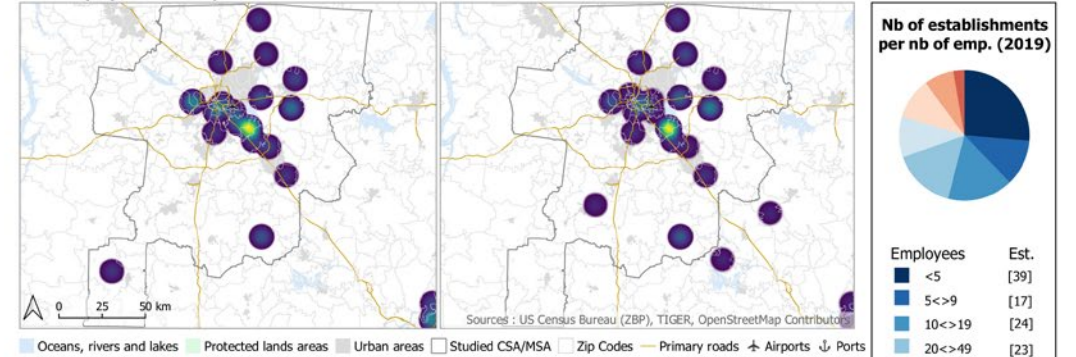 Nb of establishments
per nb of emp. (2019)
Employees Est.
<5 [39]
5<>9 [17]
10<>19 [24]
20<>49 [23]
0 25 50 km
Sources : US Census Bureau (ZBP), TIGER, OpenStreetMap Contributors
Oceans, rivers and lakes Protected lands areas Urban areas Studied CSA/MSA Zip Codes Primary roads Airports Ports